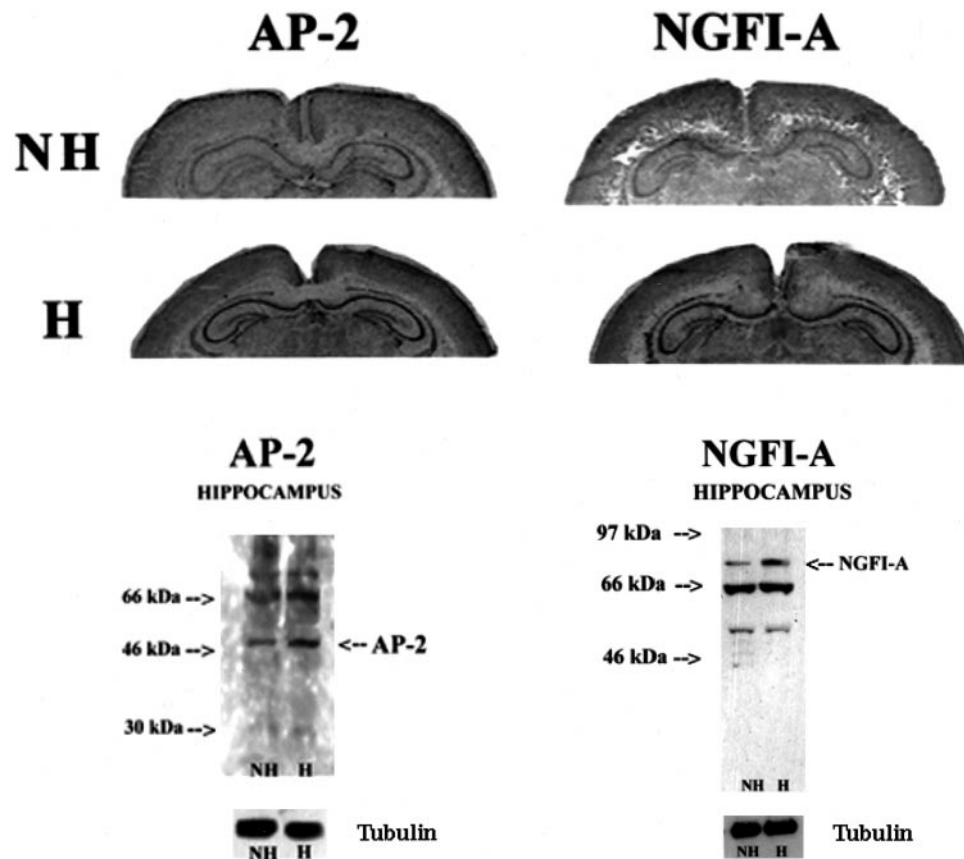 AP-2
NGFI-A
NH
H
AP-2
HIPPOCAMPUS
66 kDa -->
46 kDa -->
<-- AP-2
30 kDa -->
NH H
NH H
Tubulin
NGFI-A
HIPPOCAMPUS
97 kDa -->
<-- NGFI-A
66 kDa -->
46 kDa -->
NH H
NH H
Tubulin